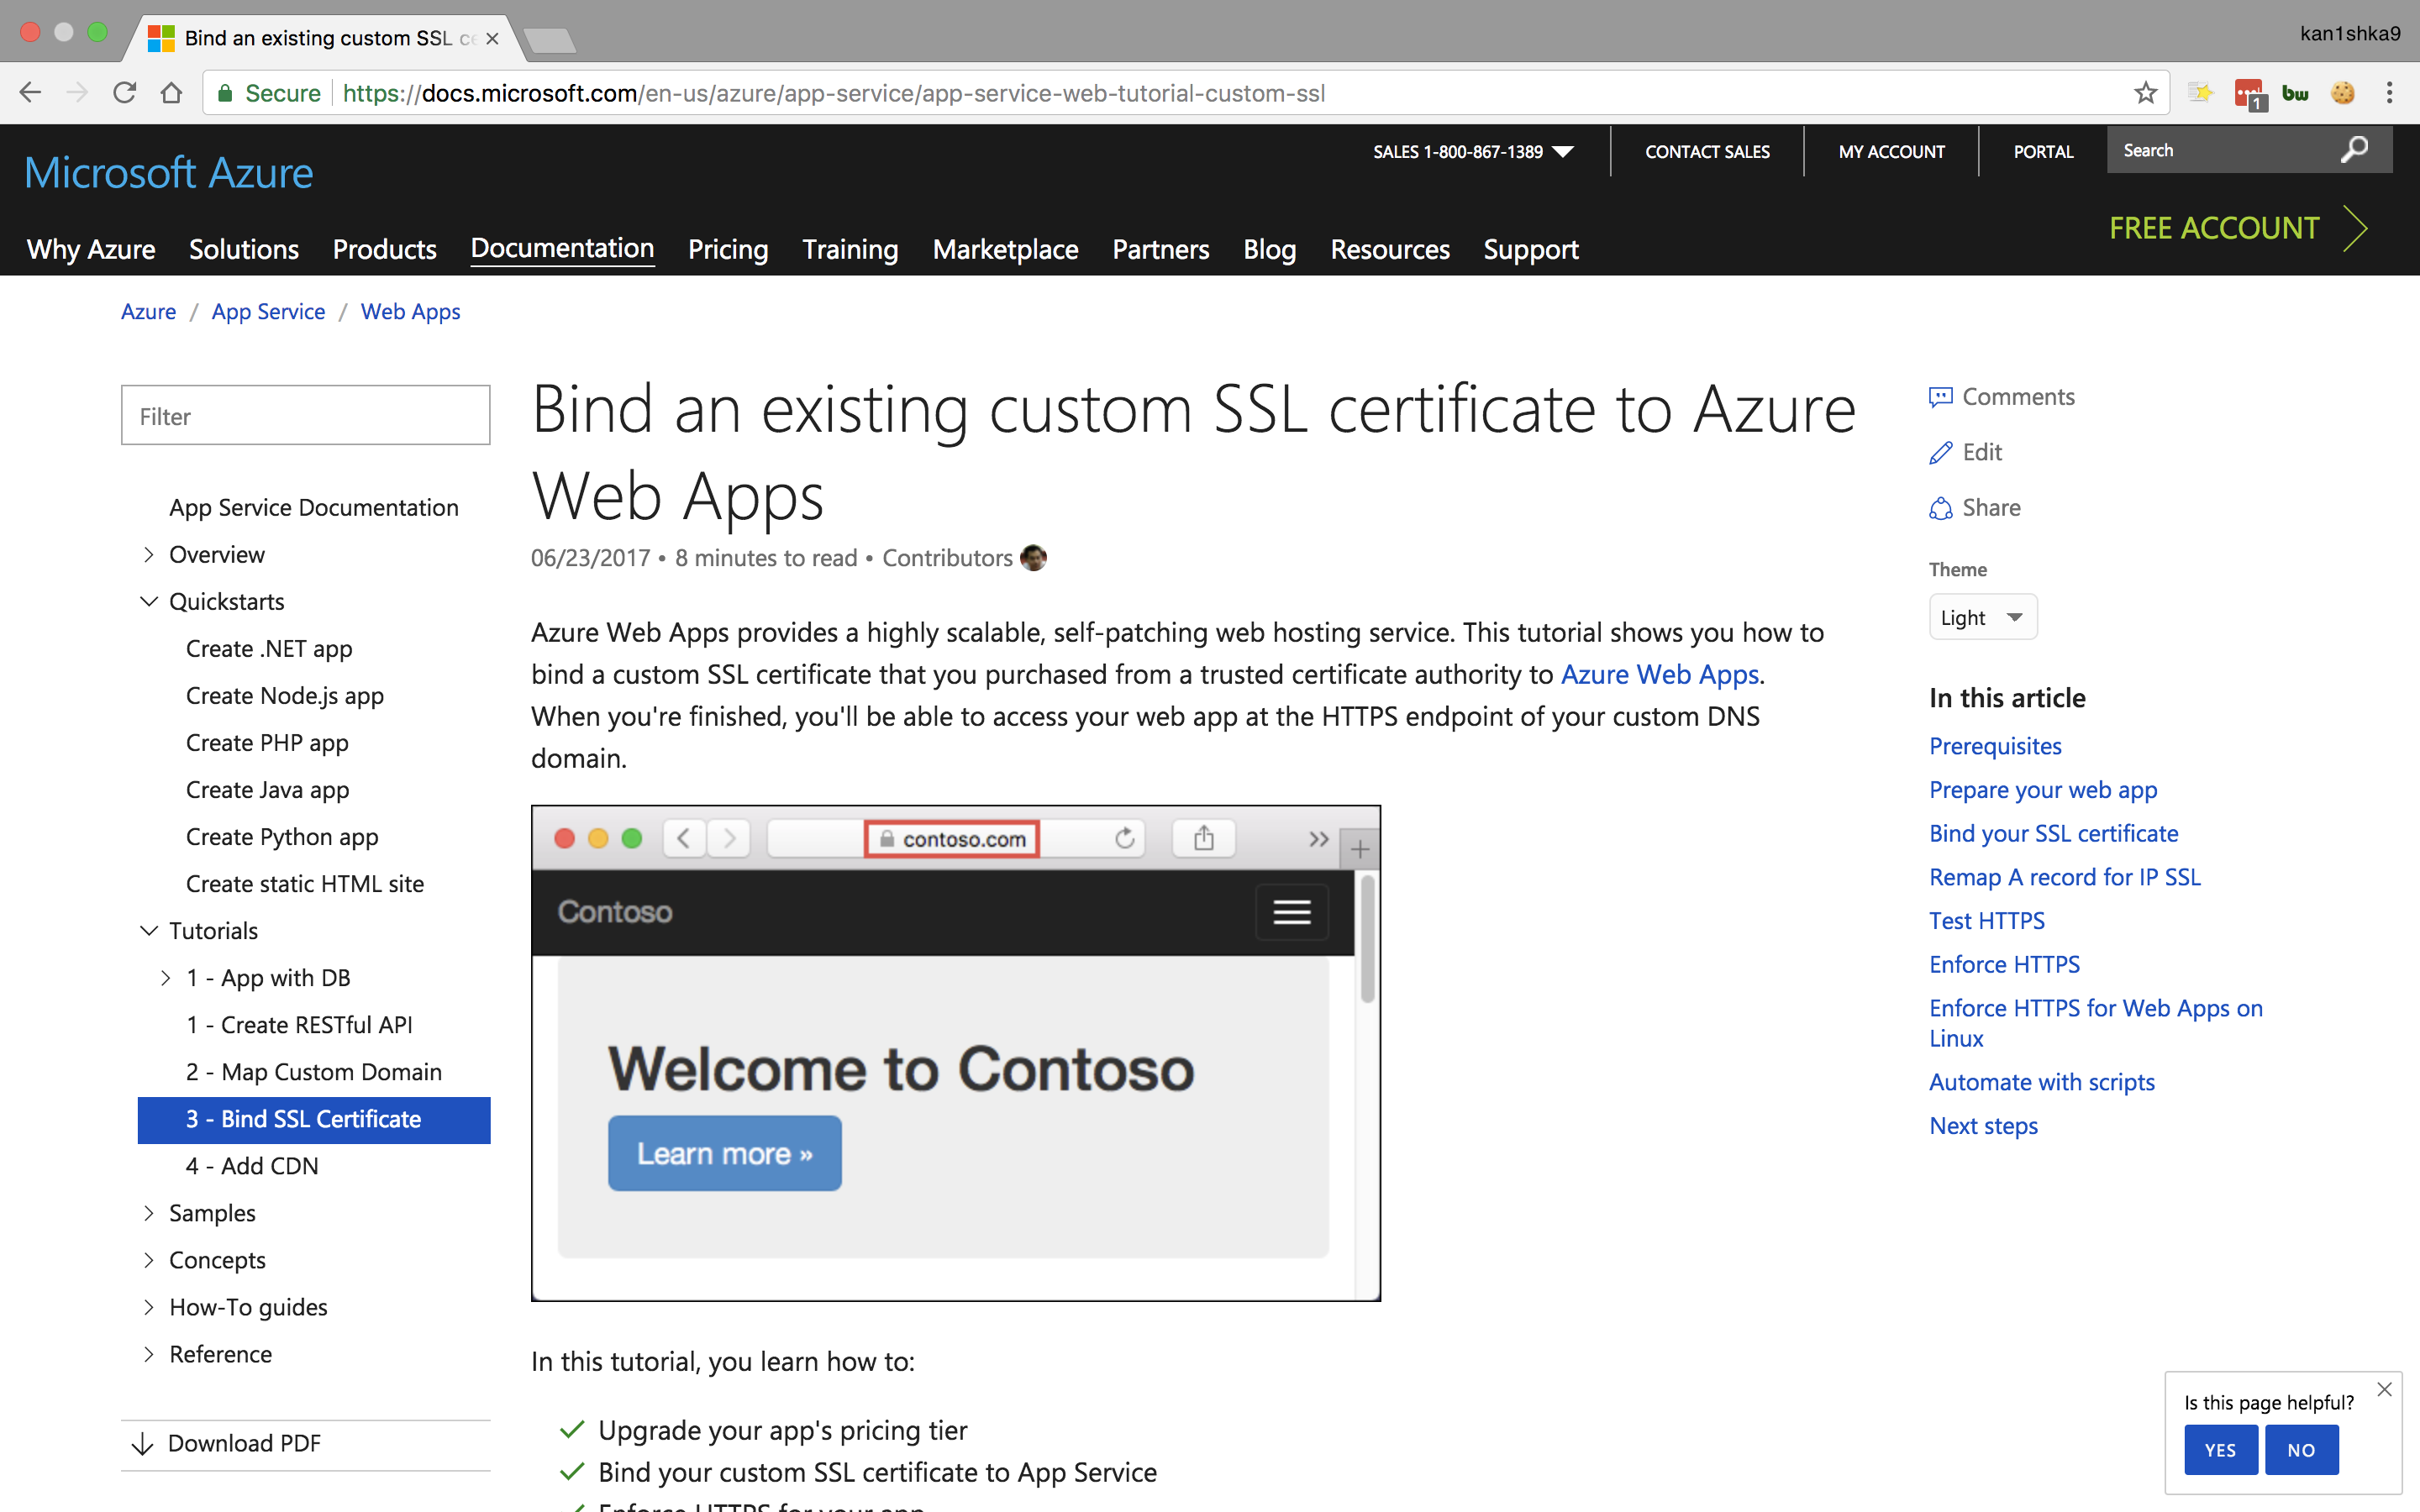 Bind an existing custom SSL ce
kan1shka9
Secure
https://docs.microsoft.com/en-us/azure/app-service/app-service-web-tutorial-custom-ssl
1
bw
Microsoft Azure
SALES 1-800-867-1389
CONTACT SALES
MY ACCOUNT
PORTAL
Search
FREE ACCOUNT
Why Azure
Solutions
Products
Documentation
Pricing
Training
Marketplace
Partners
Blog
Resources
Support
Azure / App Service / Web Apps
Filter
App Service Documentation
Overview
Quickstarts
Create .NET app
Create Node.js app
Create PHP app
Create Java app
Create Python app
Create static HTML site
Tutorials
1 - App with DB
1 - Create RESTful API
2 - Map Custom Domain
3 - Bind SSL Certificate
4 - Add CDN
Samples
Concepts
How-To guides
Reference
Download PDF
Bind an existing custom SSL certificate to Azure
Web Apps
06/23/2017 • 8 minutes to read • Contributors
Azure Web Apps provides a highly scalable, self-patching web hosting service. This tutorial shows you how to
bind a custom SSL certificate that you purchased from a trusted certificate authority to Azure Web Apps.
When you're finished, you'll be able to access your web app at the HTTPS endpoint of your custom DNS
domain.
contoso.com
Contoso
Welcome to Contoso
Learn more »
In this tutorial, you learn how to:
Upgrade your app's pricing tier
Bind your custom SSL certificate to App Service
Enforce HTTPS for your app
Comments
Edit
Share
Theme
Light
In this article
Prerequisites
Prepare your web app
Bind your SSL certificate
Remap A record for IP SSL
Test HTTPS
Enforce HTTPS
Enforce HTTPS for Web Apps on
Linux
Automate with scripts
Next steps
Is this page helpful?
YES
NO